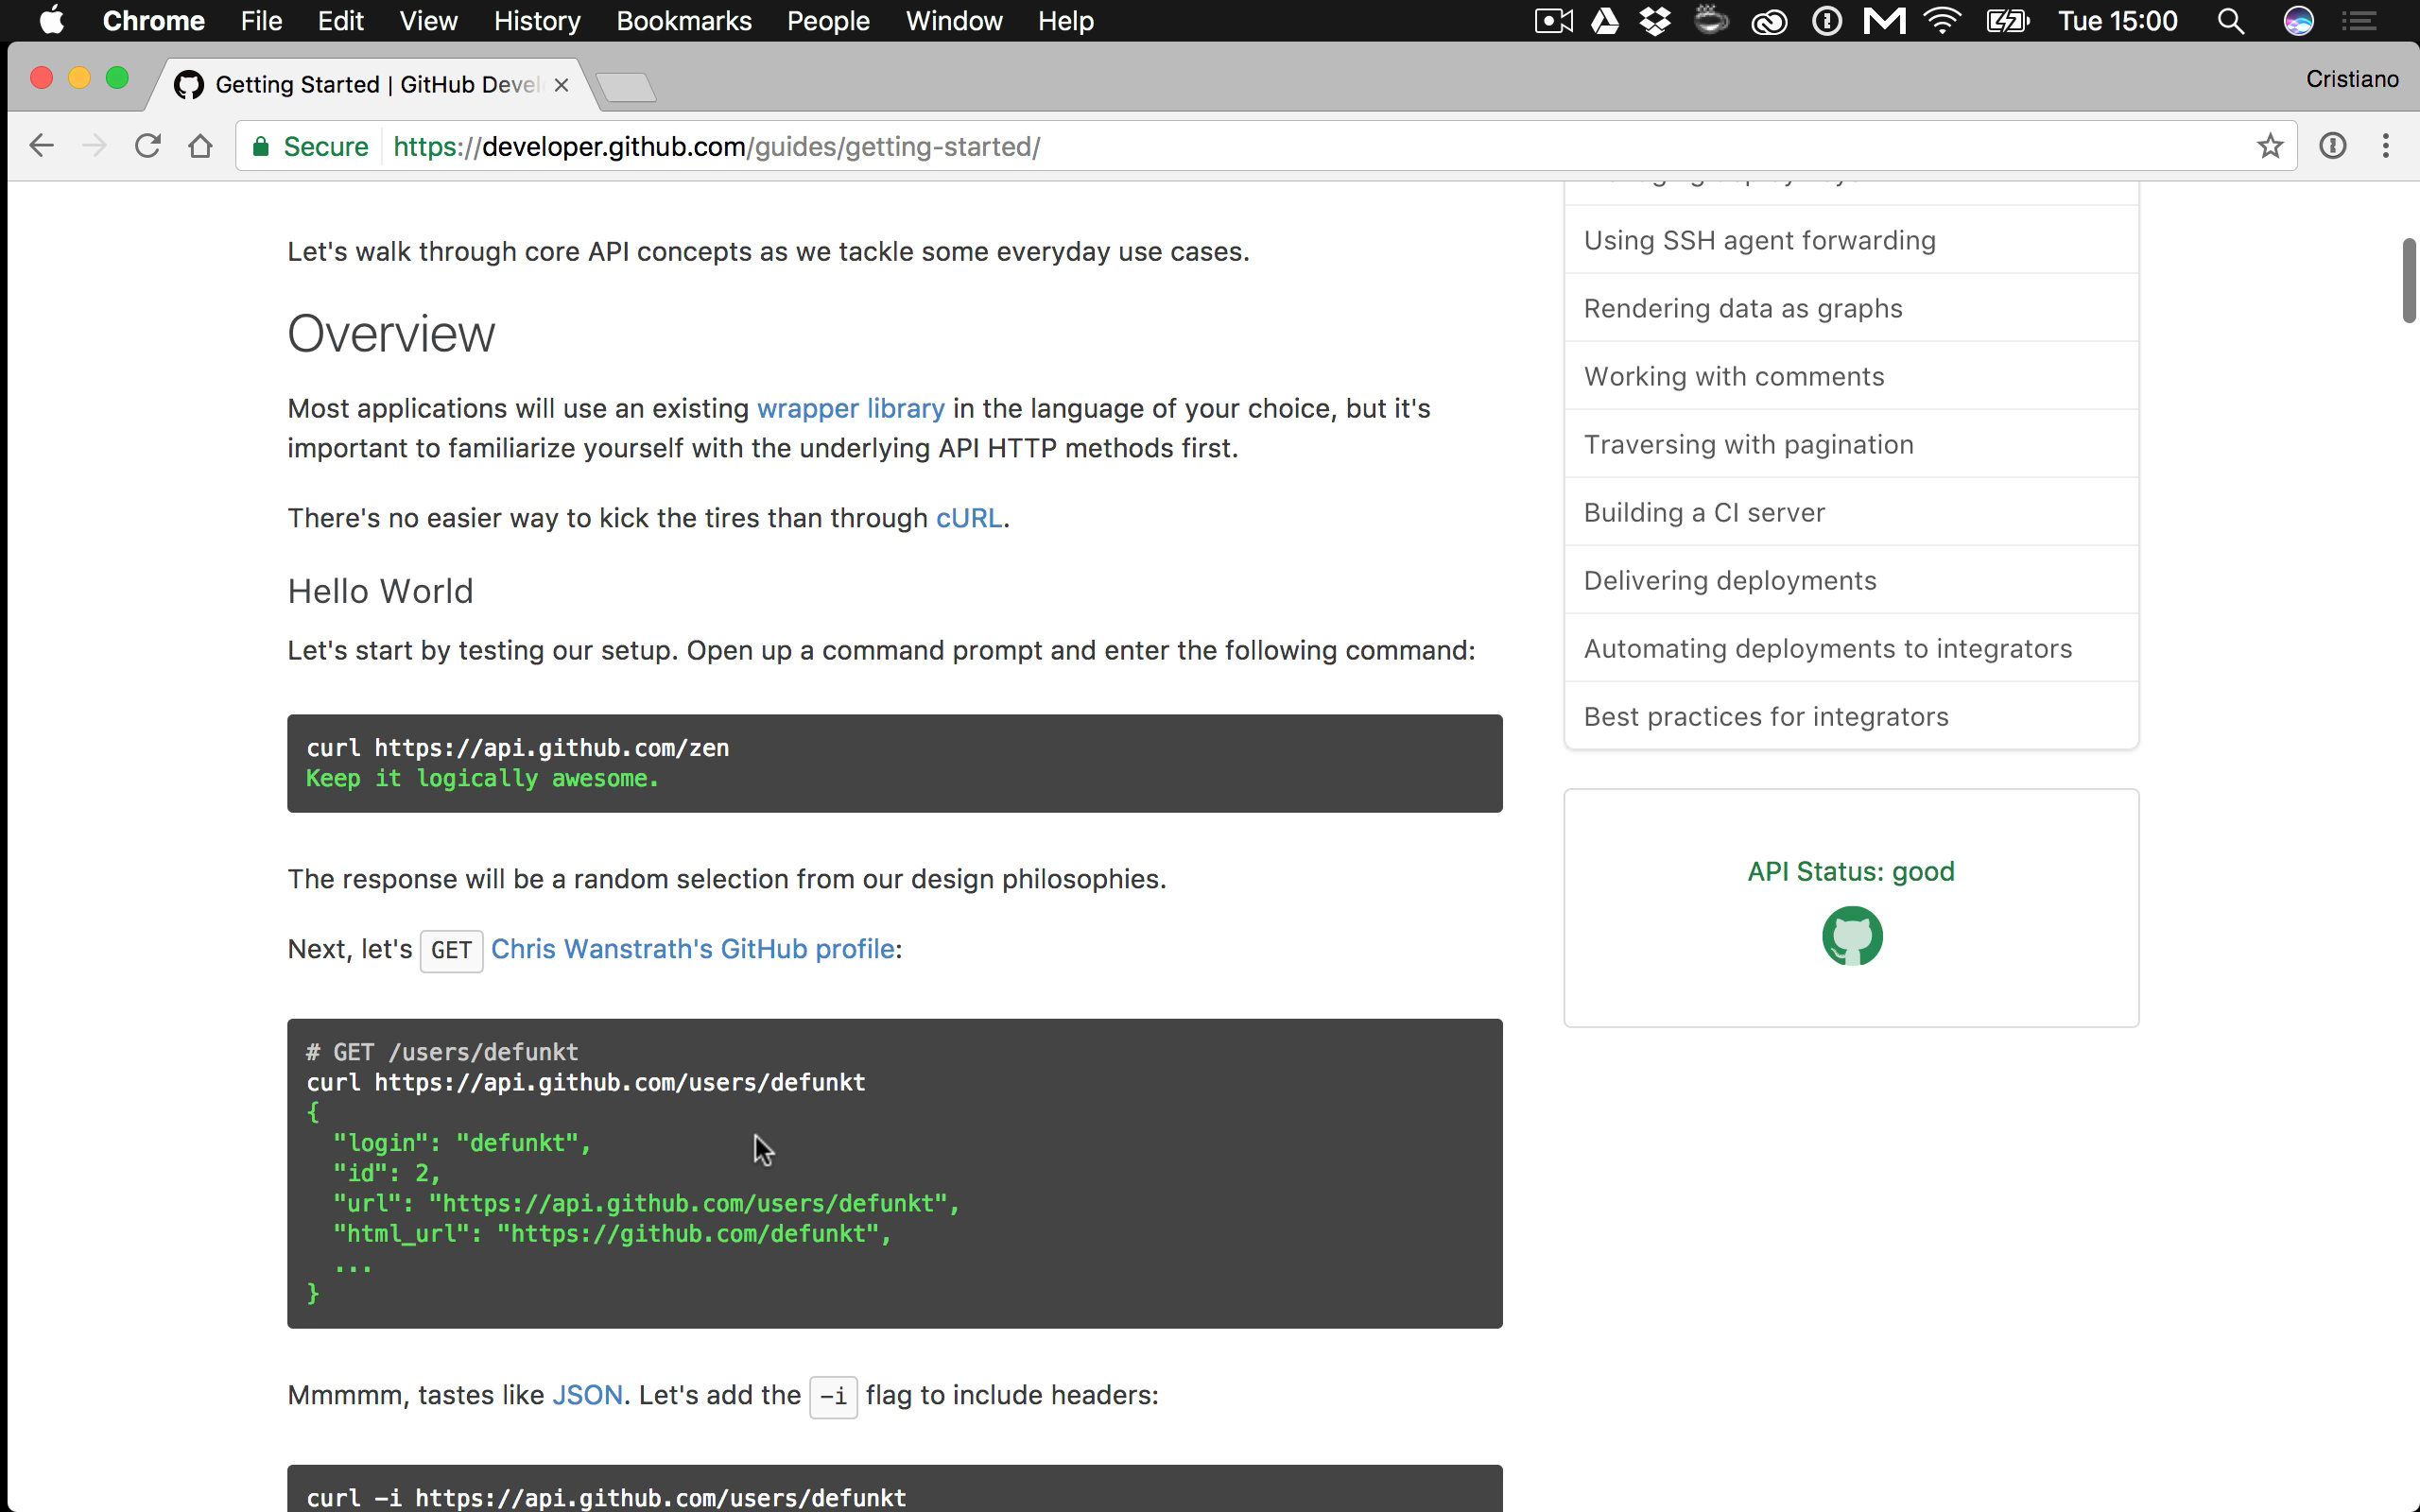 Chrome File Edit View History Bookmarks People Window Help Tue 15:00
Getting Started | GitHub Devel
Cristiano
Secure https://developer.github.com/guides/getting-started/
Let's walk through core API concepts as we tackle some everyday use cases.
Overview
Most applications will use an existing wrapper library in the language of your choice, but it's
important to familiarize yourself with the underlying API HTTP methods first.
There's no easier way to kick the tires than through cURL.
Hello World
Let's start by testing our setup. Open up a command prompt and enter the following command:
curl https://api.github.com/zen
Keep it logically awesome.
The response will be a random selection from our design philosophies.
Next, let's GET Chris Wanstrath's GitHub profile:
# GET /users/defunkt
curl https://api.github.com/users/defunkt
{
"login": "defunkt",
"id": 2,
"url": "https://api.github.com/users/defunkt",
"html_url": "https://github.com/defunkt",
...
}
Mmmmm, tastes like JSON. Let's add the -i flag to include headers:
curl -i https://api.github.com/users/defunkt
Using SSH agent forwarding
Rendering data as graphs
Working with comments
Traversing with pagination
Building a CI server
Delivering deployments
Automating deployments to integrators
Best practices for integrators
API Status: good